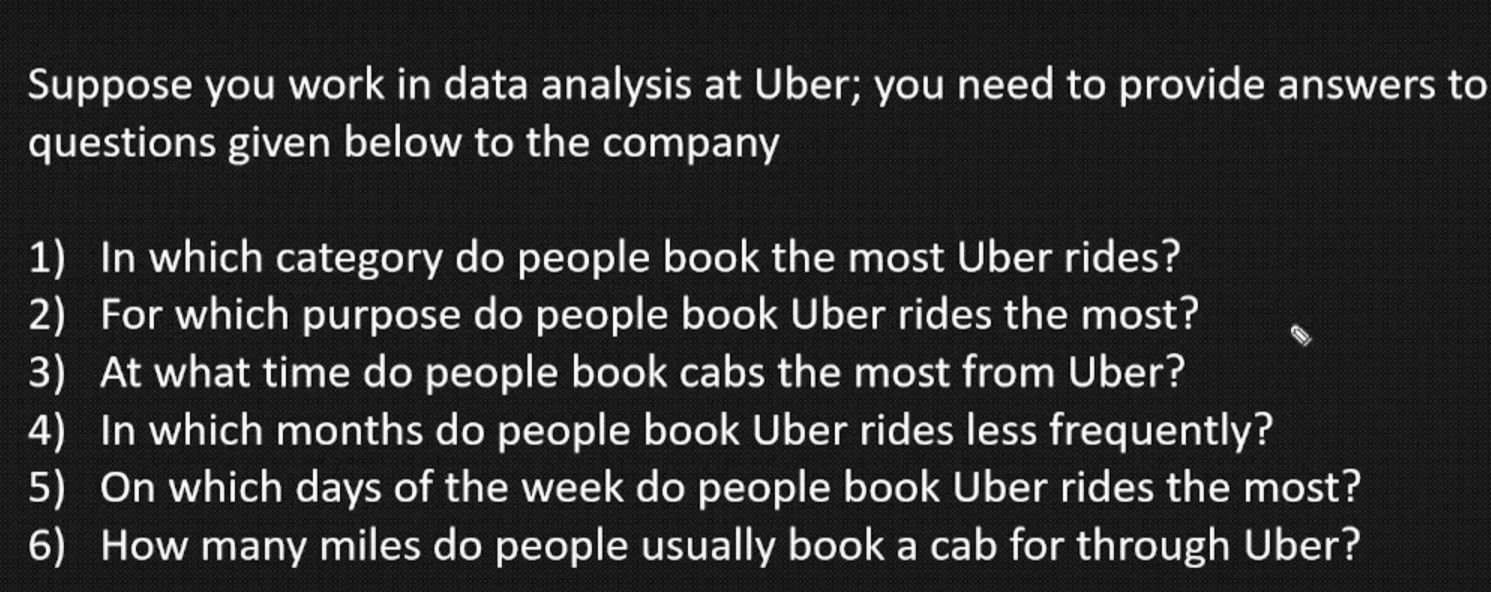 Suppose you work in data analysis at Uber; you need to provide answers to
questions given below to the company
1) In which category do people book the most Uber rides?
2) For which purpose do people book Uber rides the most?
3) At what time do people book cabs the most from Uber?
4) In which months do people book Uber rides less frequently?
5) On which days of the week do people book Uber rides the most?
6) How many miles do people usually book a cab for through Uber?